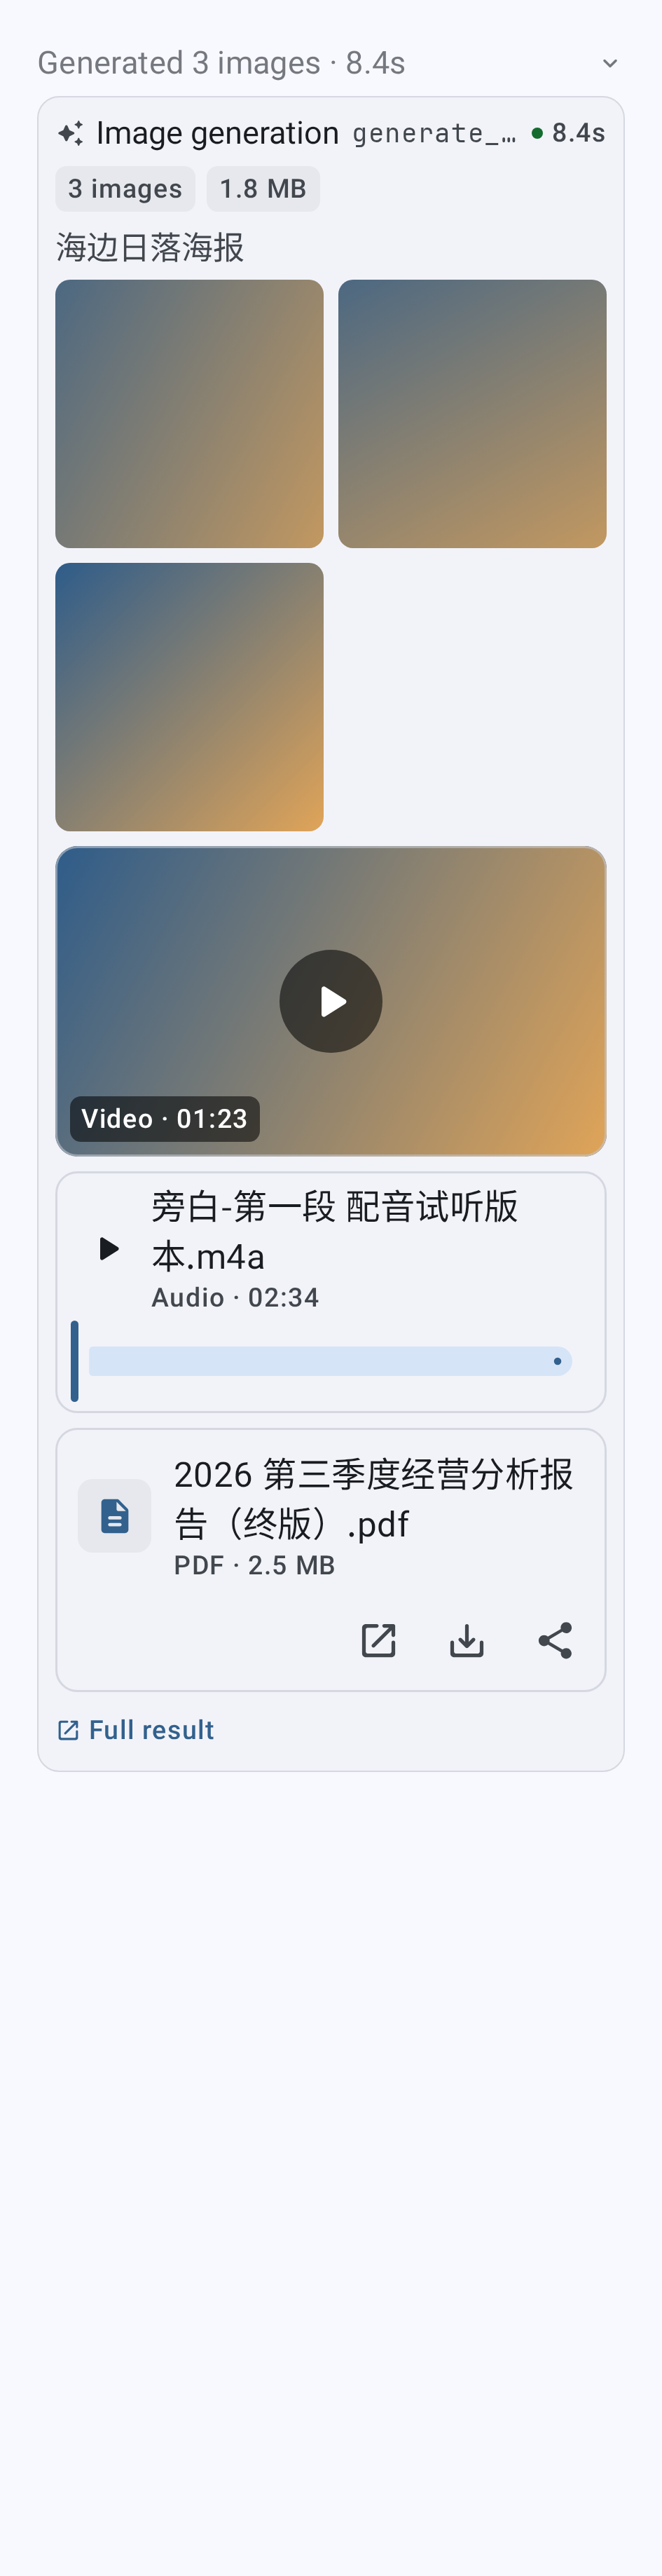 Generated 3 images · 8.4s
Image generation generate_… 8.4s
3 images 1.8 MB
海边日落海报
Video · 01:23
旁白-第一段 配音试听版
本.m4a
Audio · 02:34
2026 第三季度经营分析报
告（终版）.pdf
PDF · 2.5 MB
Full result